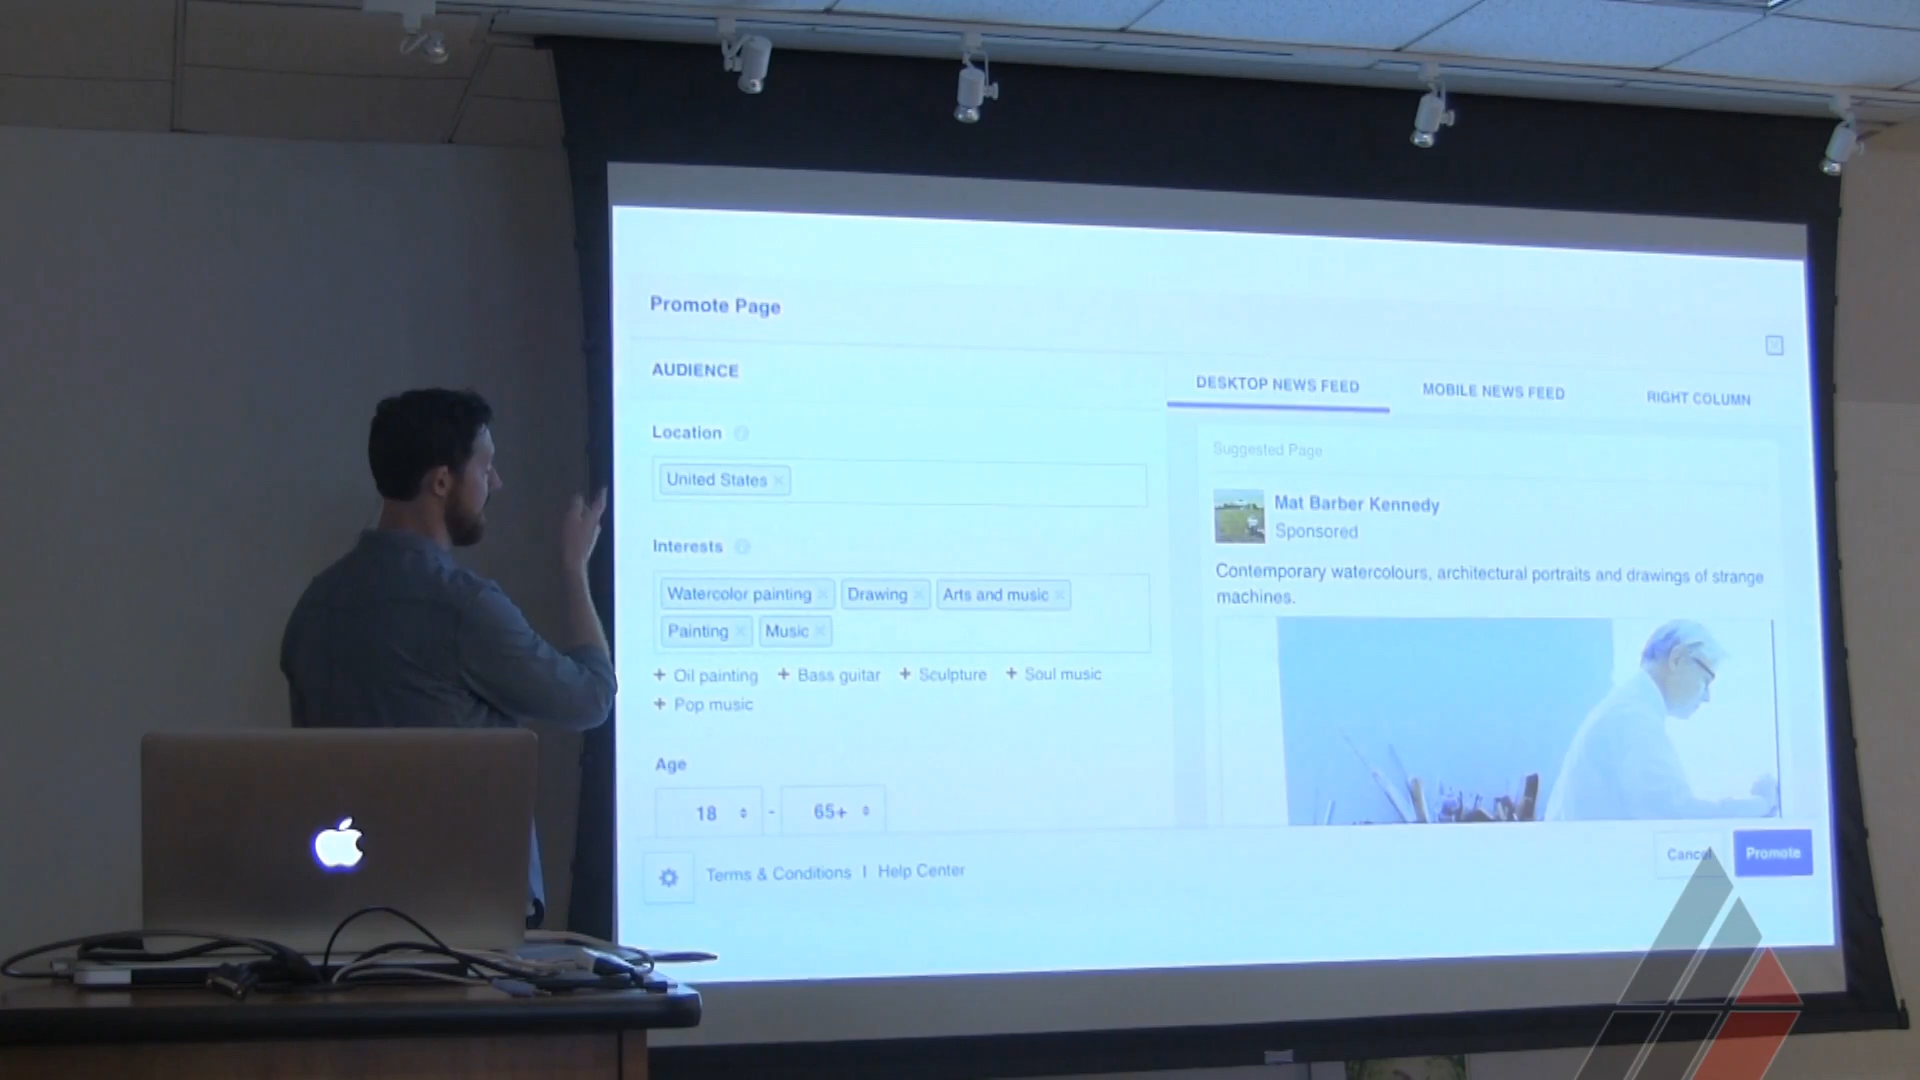 Promote Page
AUDIENCE
Location
United States
Interests
Watercolor painting Drawing Arts and music
Painting Music
+ Oil painting + Bass guitar + Sculpture + Soul music
+ Pop music
Age
18 - 65+
Terms & Conditions | Help Center
DESKTOP NEWS FEED MOBILE NEWS FEED RIGHT COLUMN
Suggested Page
Mat Barber Kennedy
Sponsored
Contemporary watercolours, architectural portraits and drawings of strange
machines.
Cancel Promote